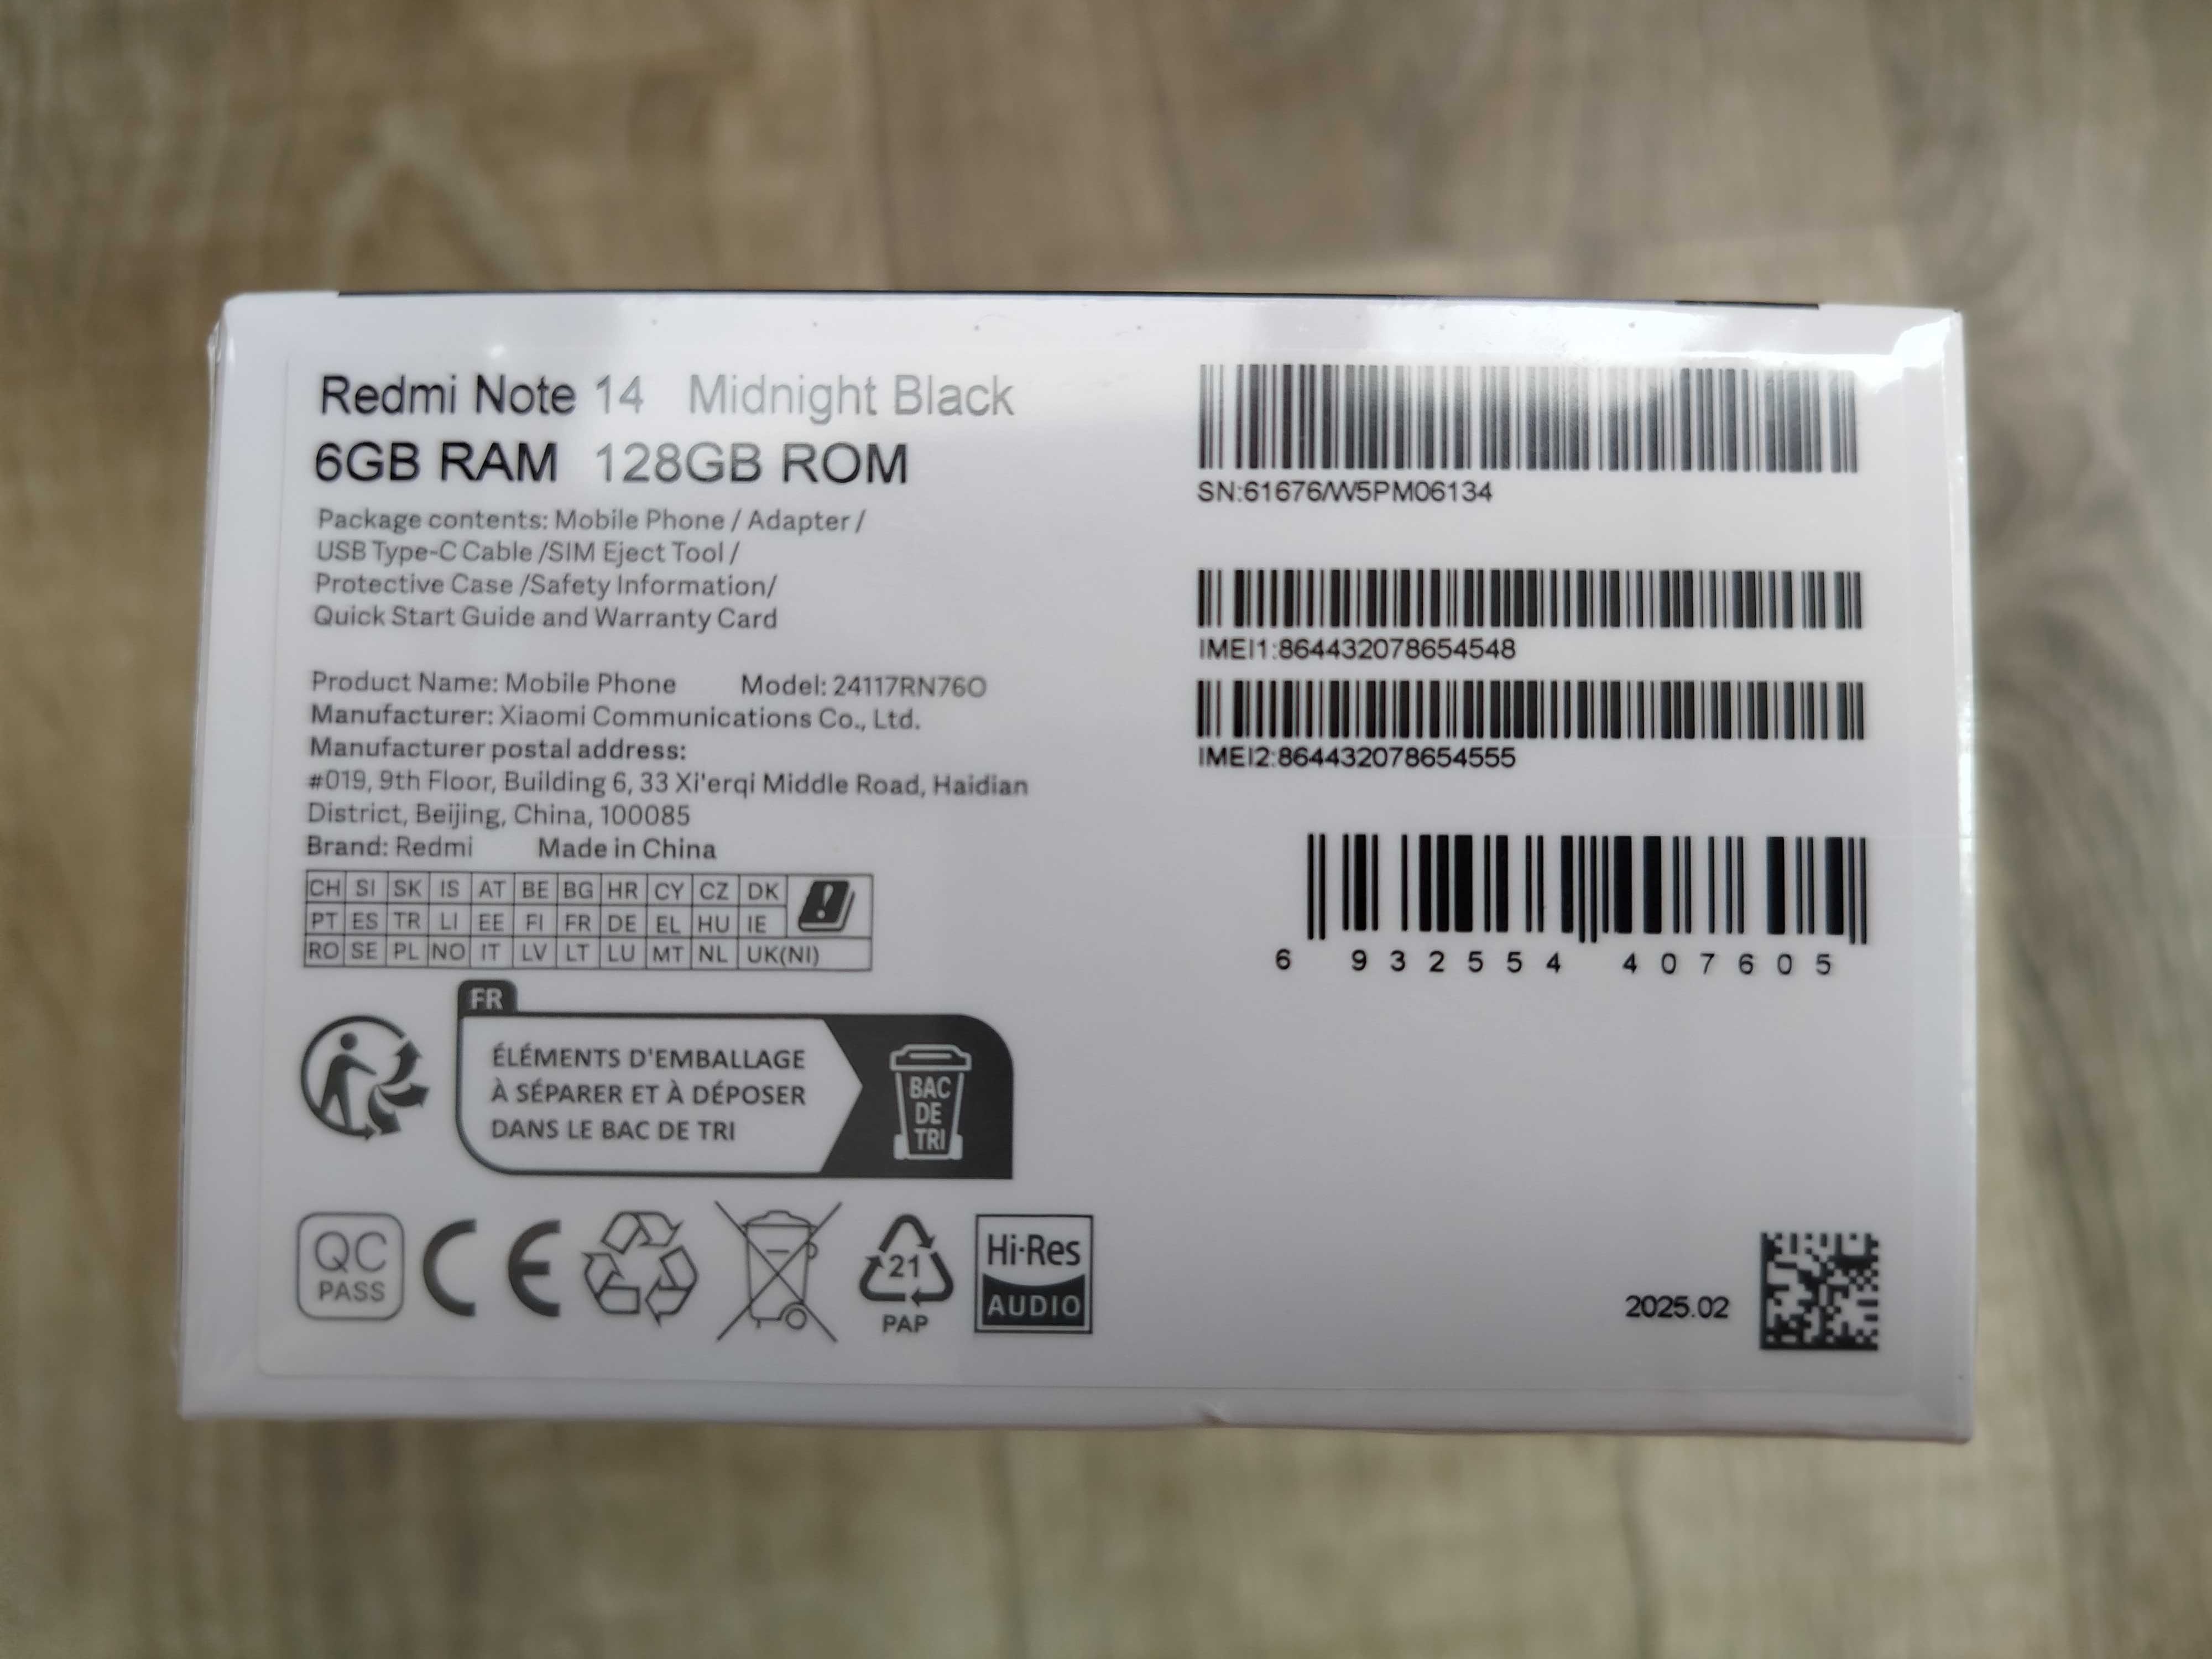 Redmi Note 14 Midnight Black
6GB RAM 128GB ROM
Package contents: Mobile Phone / Adapter /
USB Type-C Cable /SIM Eject Tool /
Protective Case /Safety Information/
Quick Start Guide and Warranty Card
Product Name: Mobile Phone Model: 24117RN76O
Manufacturer: Xiaomi Communications Co., Ltd.
Manufacturer postal address:
#019, 9th Floor, Building 6, 33 Xi'erqi Middle Road, Haidian
District, Beijing, China, 100085
Brand: Redmi Made in China
CH SI SK IS AT BE BG HR CY CZ DK
PT ES TR LI EE FI FR DE EL HU IE
RO SE PL NO IT LV LT LU MT NL UK(NI)
FR
ÉLÉMENTS D'EMBALLAGE
À SÉPARER ET À DÉPOSER
DANS LE BAC DE TRI
BAC
DE
TRI
QC
PASS
CE
21
PAP
Hi-Res
AUDIO
SN:61676/W5PM06134
IMEI1:864432078654548
IMEI2:864432078654555
6 932554 407605
2025.02